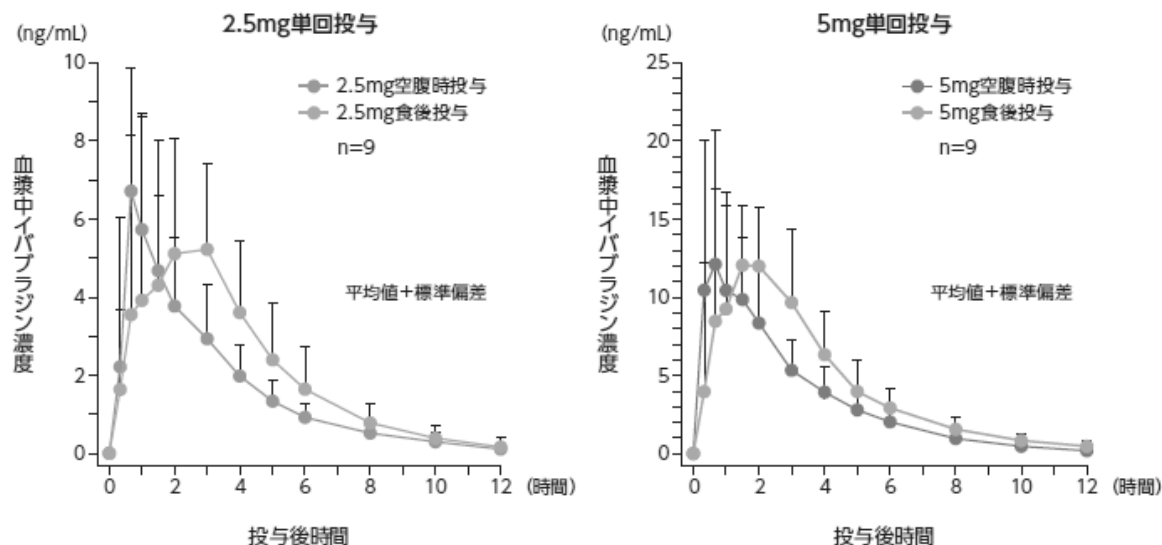 2.5mg単回投与
(ng/mL)
10
8
6
4
2
0
血漿中イバブラジン濃度
2.5mg空腹時投与
2.5mg食後投与
n=9
平均値+標準偏差
0 2 4 6 8 10 12 (時間)
投与後時間
5mg単回投与
(ng/mL)
25
20
15
10
5
0
血漿中イバブラジン濃度
5mg空腹時投与
5mg食後投与
n=9
平均値+標準偏差
0 2 4 6 8 10 12 (時間)
投与後時間